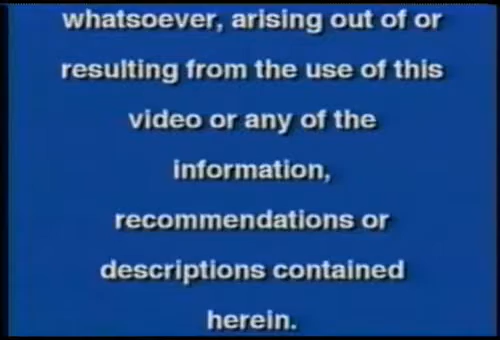 whatsoever, arising out of or
resulting from the use of this
video or any of the
information,
recommendations or
descriptions contained
herein.